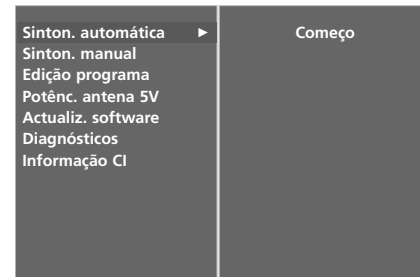 Sinton. automática ► Começo
Sinton. manual
Edição programa
Potênc. antena 5V
Actualiz. software
Diagnósticos
Informação CI